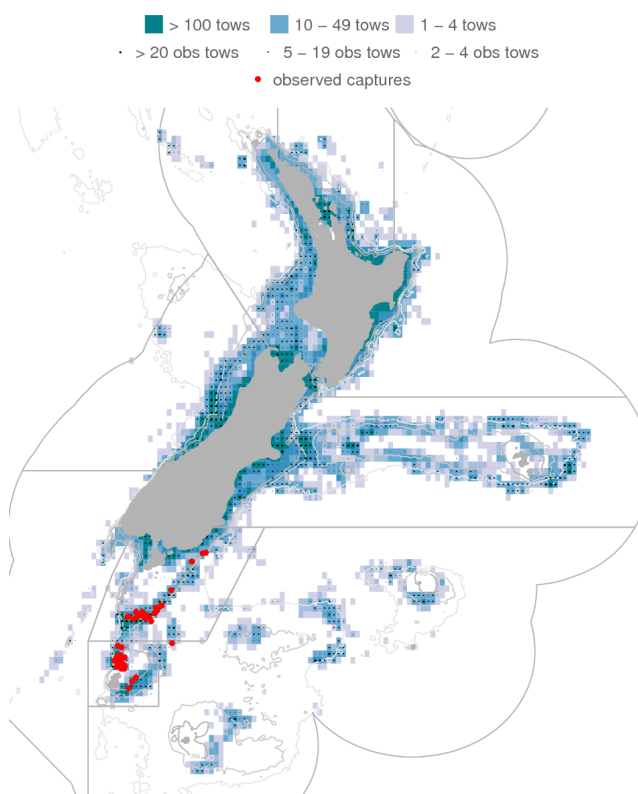 > 100 tows 10 − 49 tows 1 − 4 tows
> 20 obs tows 5 − 19 obs tows 2 − 4 obs tows
observed captures